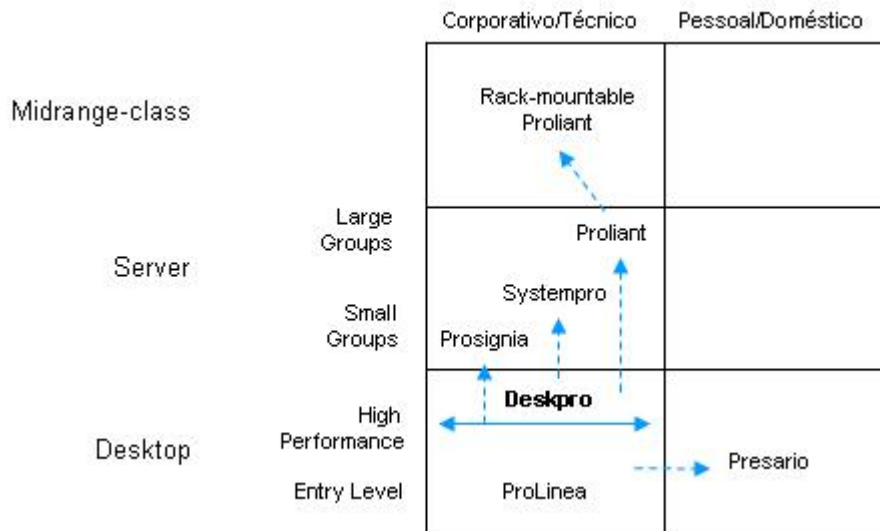 Corporativo/Técnico Pessoal/Doméstico
Midrange-class
Rack-mountable
Proliant
Large
Groups
Proliant
Server
Systempro
Small
Groups
Prosignia
Deskpro
High
Performance
Desktop
Presario
Entry Level
ProLinea